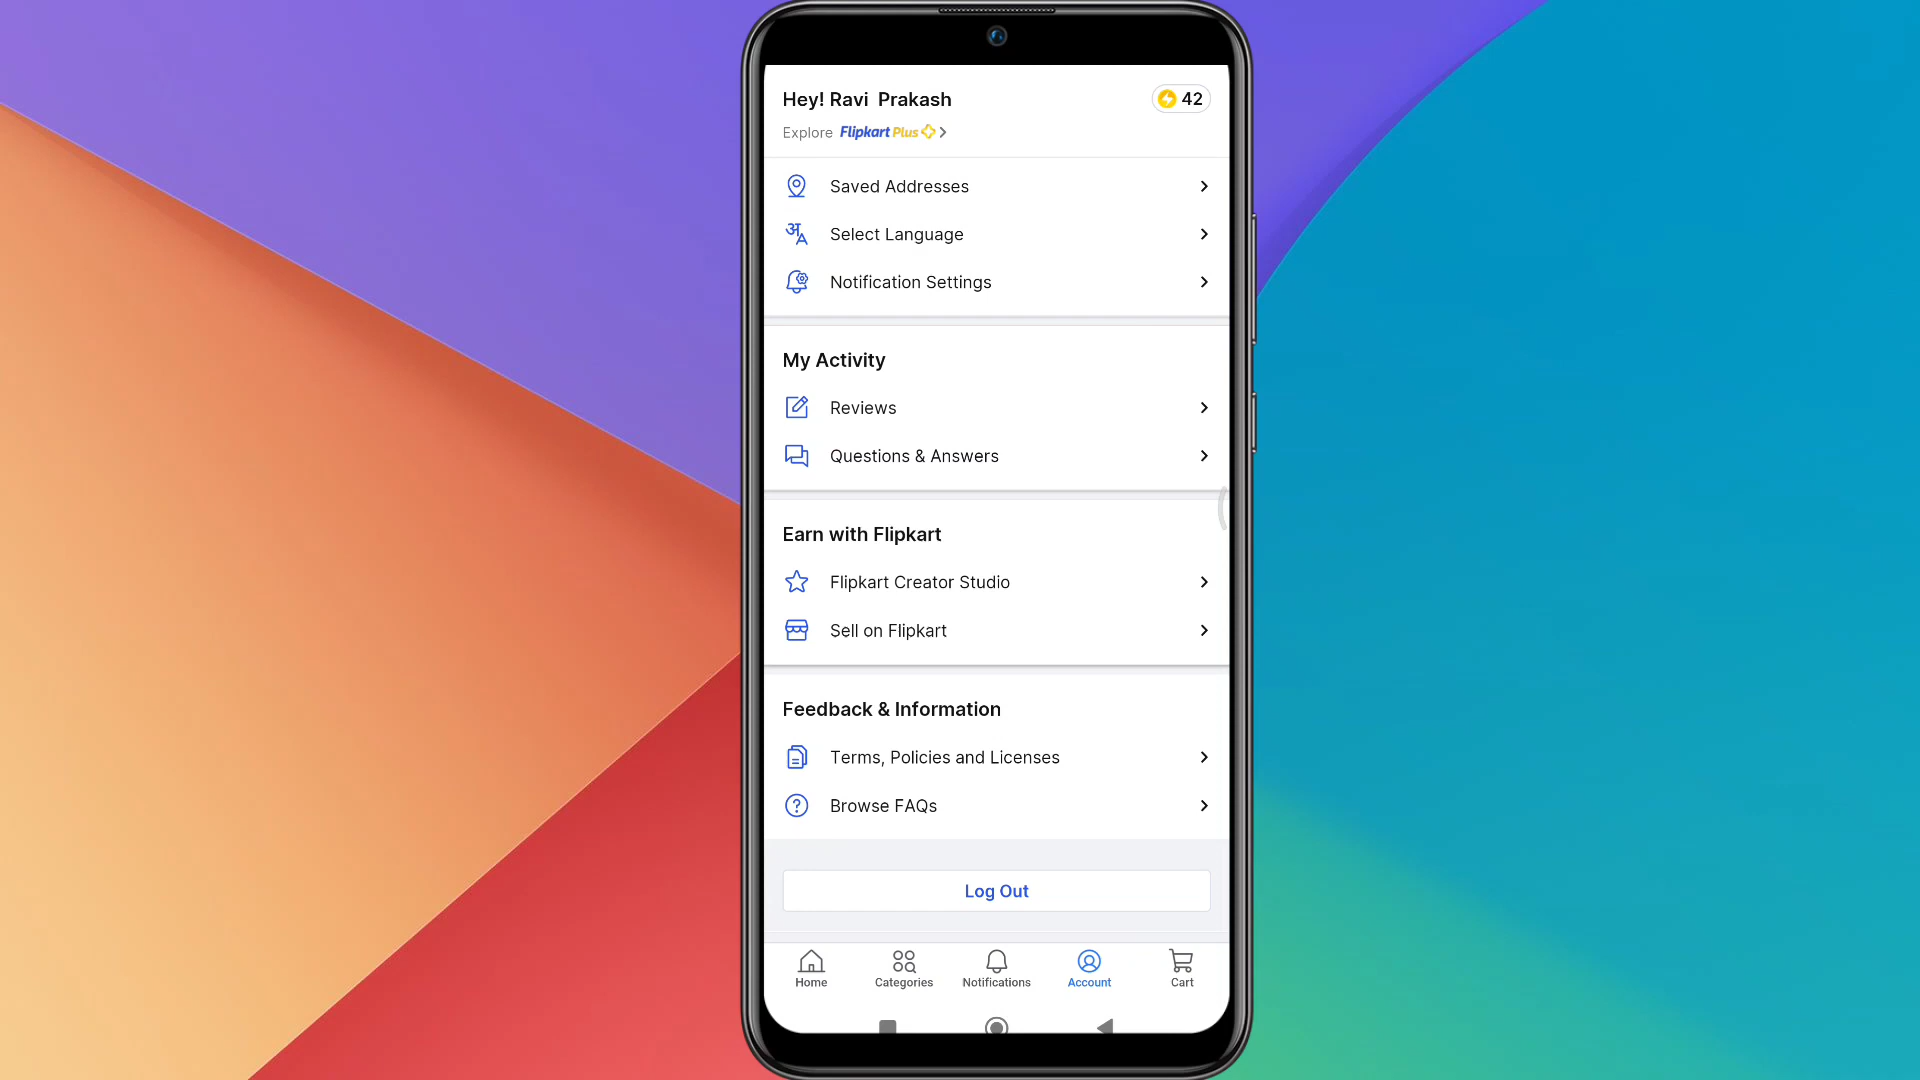 Hey! Ravi Prakash
42
Explore Flipkart Plus
Saved Addresses
अ A
Select Language
Notification Settings
My Activity
Reviews
Questions & Answers
Earn with Flipkart
Flipkart Creator Studio
Sell on Flipkart
Feedback & Information
Terms, Policies and Licenses
?
Browse FAQs
Log Out
Home
Categories
Notifications
Account
Cart